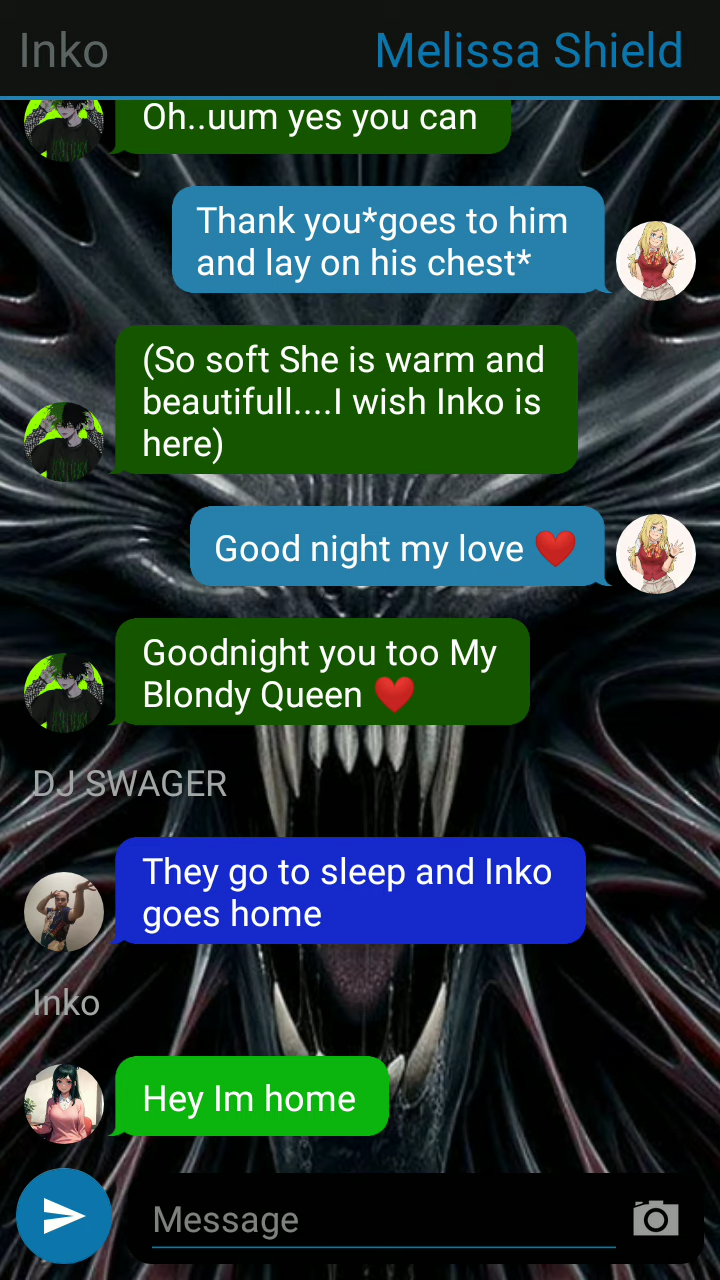 Inko
Melissa Shield
Oh..uum yes you can
Thank you*goes to him
and lay on his chest*
(So soft She is warm and
beautifull....I wish Inko is
here)
Good night my love ❤️
Goodnight you too My
Blondy Queen ❤️
DJ SWAGER
They go to sleep and Inko
goes home
Inko
Hey Im home
Message